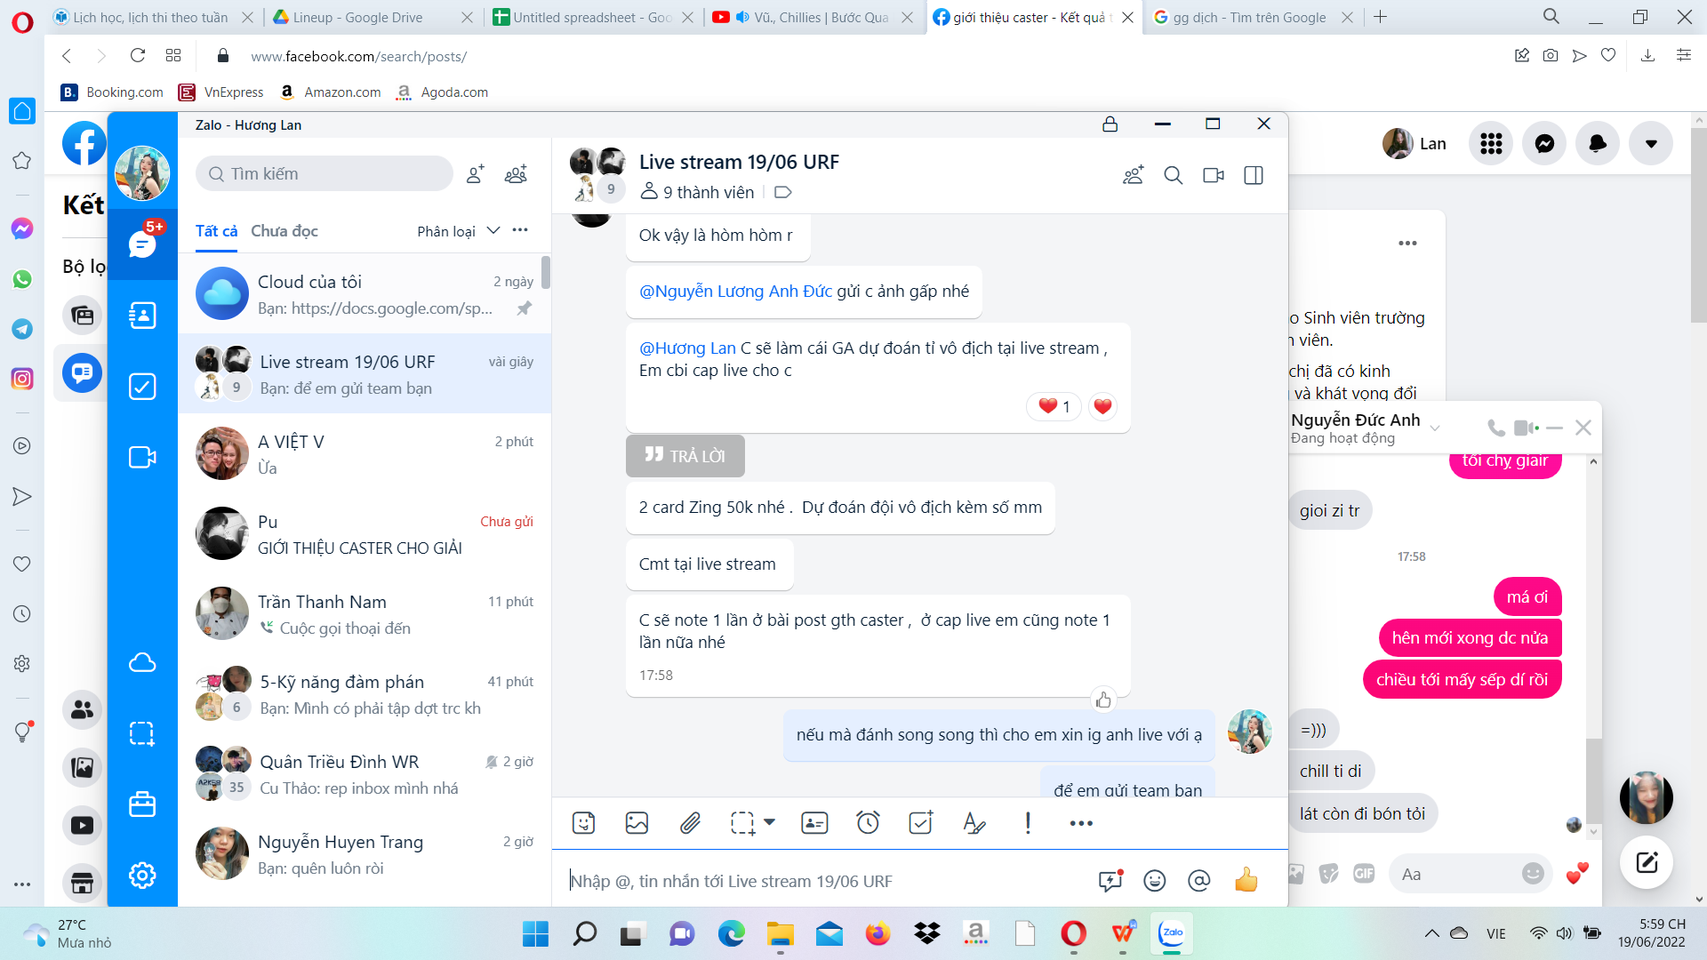 Lịch học, lịch thi theo tuần
Lineup - Google Drive
Untitled spreadsheet - Goo
Vũ., Chillies | Bước Qua
giới thiệu caster - Kết quả t
gg dịch - Tìm trên Google
www.facebook.com/search/posts/
B. Booking.com
VnExpress
a Amazon.com
a Agoda.com
Zalo - Hương Lan
Tìm kiếm
Tất cả
Chưa đọc
Phân loại
5+
Cloud của tôi
2 ngày
Bạn: https://docs.google.com/sp...
Live stream 19/06 URF
vài giây
9
Bạn: để em gửi team bạn
A VIỆT V
2 phút
Ừa
Pu
Chưa gửi
GIỚI THIỆU CASTER CHO GIẢI
Trần Thanh Nam
11 phút
Cuộc gọi thoại đến
5-Kỹ năng đàm phán
41 phút
6
Bạn: Mình có phải tập dợt trc kh
Quân Triều Đình WR
2 giờ
35
Cu Thảo: rep inbox mình nhá
Nguyễn Huyen Trang
2 giờ
Bạn: quên luôn rồi
Live stream 19/06 URF
9
9 thành viên
Ok vậy là hòm hòm r
@Nguyễn Lương Anh Đức gửi c ảnh gấp nhé
@Hương Lan C sẽ làm cái GA dự đoán tỉ vô địch tại live stream ,
Em cbi cap live cho c
1
TRẢ LỜI
2 card Zing 50k nhé . Dự đoán đội vô địch kèm số mm
Cmt tại live stream
C sẽ note 1 lần ở bài post gth caster , ở cap live em cũng note 1
lần nữa nhé
17:58
nếu mà đánh song song thì cho em xin ig anh live với ạ
để em gửi team bạn
Nhập @, tin nhắn tới Live stream 19/06 URF
Kết
Bộ lọ
Lan
o Sinh viên trường
viên.
chị đã có kinh
và khát vọng đổi
Nguyễn Đức Anh
Đang hoạt động
tối chỵ giair
gioi zi tr
17:58
má ơi
hên mới xong dc nửa
chiều tới mấy sếp dí rồi
=)))
chill ti di
lát còn đi bón tỏi
GIF
Aa
27°C
Mưa nhỏ
Zalo
VIE
5:59 CH
19/06/2022